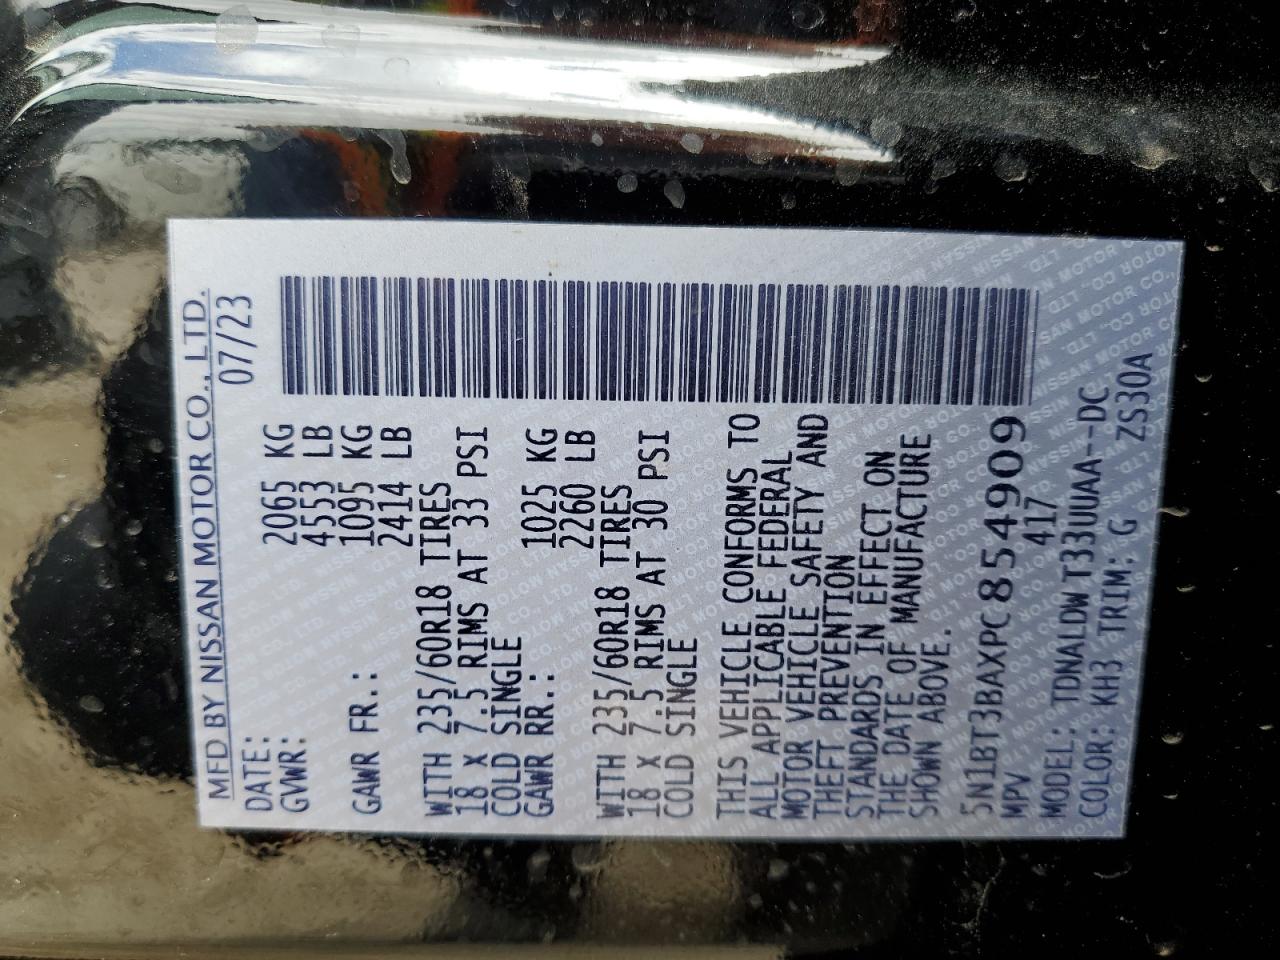 MFD BY NISSAN MOTOR CO., LTD.
DATE: 07/23
GVWR: 2065 KG
4553 LB
GAWR FR.: 1095 KG
2414 LB
WITH 235/60R18 TIRES
18 X 7.5 RIMS AT 33 PSI
COLD SINGLE
GAWR RR.: 1025 KG
2260 LB
WITH 235/60R18 TIRES
18 X 7.5 RIMS AT 30 PSI
COLD SINGLE
THIS VEHICLE CONFORMS TO
ALL APPLICABLE FEDERAL
MOTOR VEHICLE SAFETY AND
THEFT PREVENTION
STANDARDS IN EFFECT ON
THE DATE OF MANUFACTURE
SHOWN ABOVE.
5N1BT3BAXPC854909
MPV 417
MODEL: TDNALDW T33UUAA--DC
COLOR: KH3 TRIM: G ZS30A